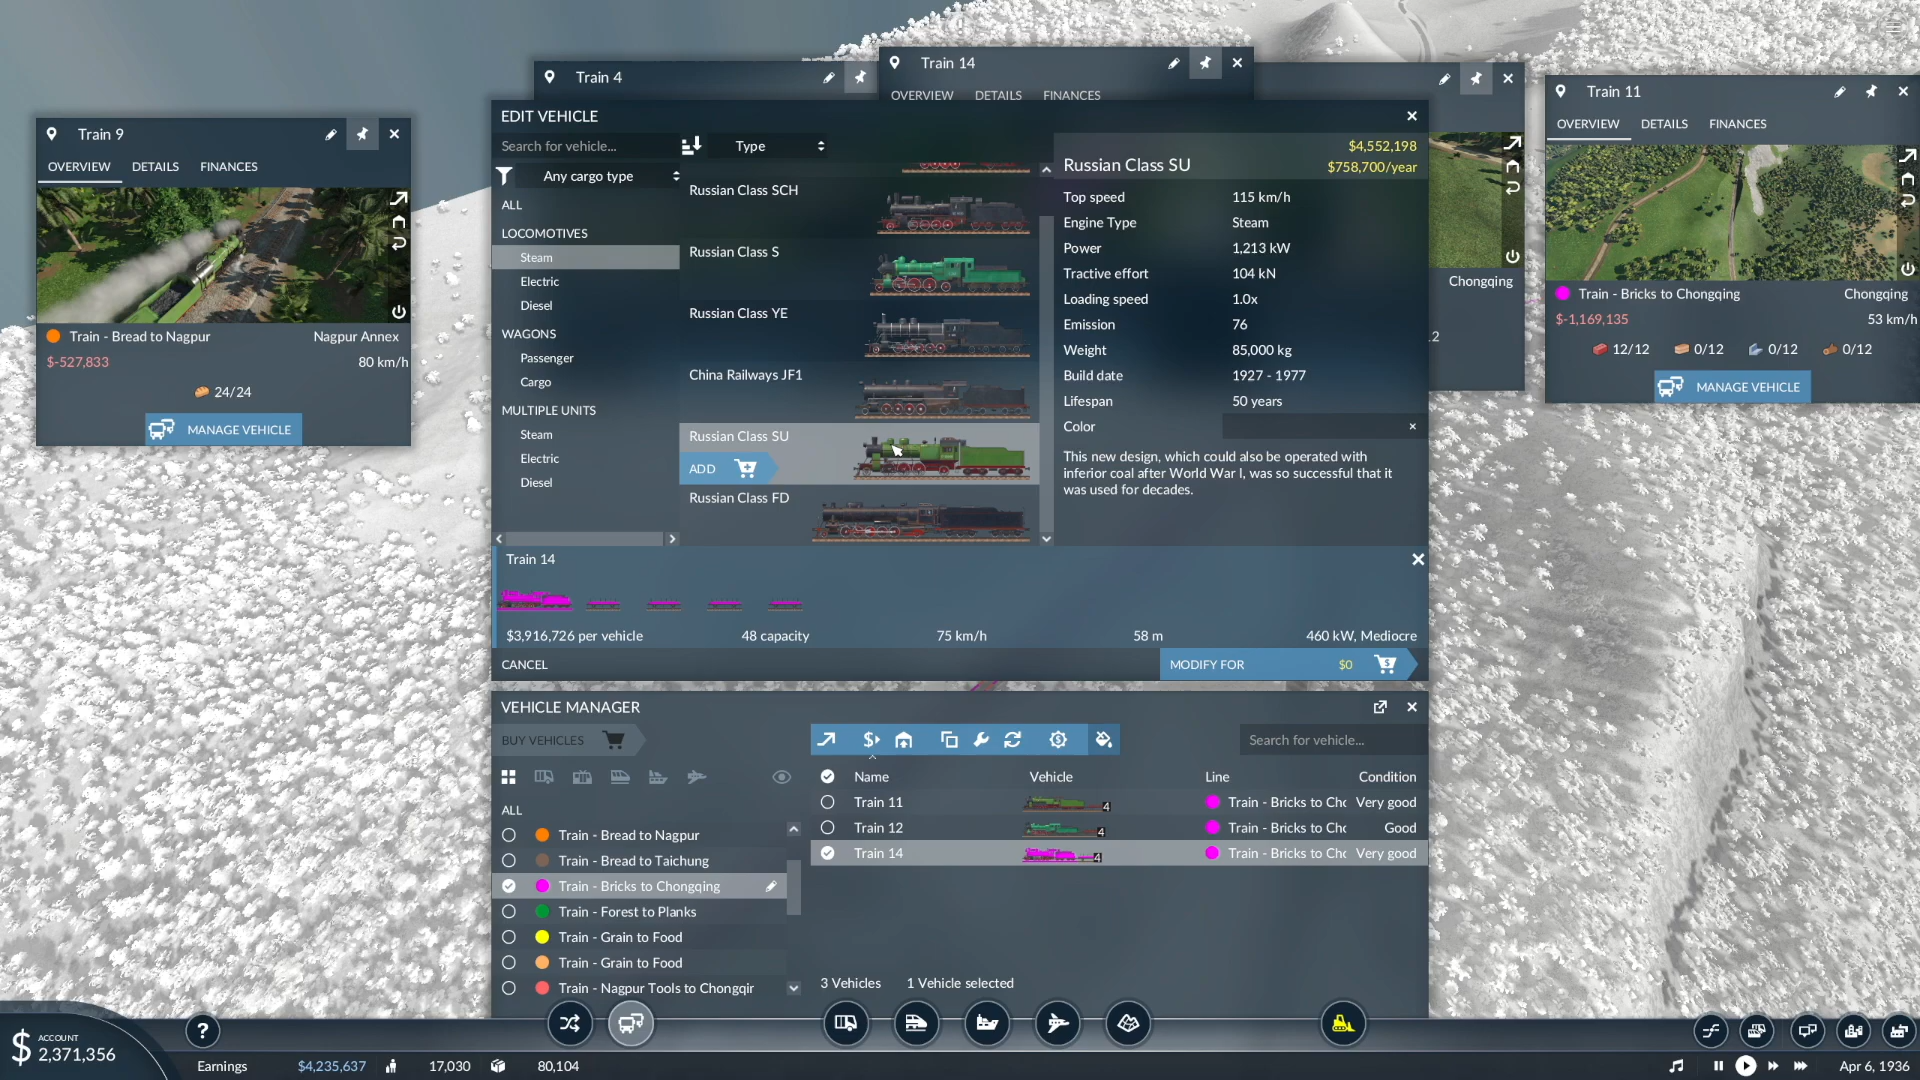 Train 4
Train 14
OVERVIEW DETAILS FINANCES
Train 9
OVERVIEW DETAILS FINANCES
Train - Bread to Nagpur Nagpur Annex
$-527,833 80 km/h
24/24
MANAGE VEHICLE
Train 11
OVERVIEW DETAILS FINANCES
Train - Bricks to Chongqing Chongqing
$-1,169,135 53 km/h
12/12 0/12 0/12 0/12
MANAGE VEHICLE
Chongqing
EDIT VEHICLE
Search for vehicle...
Type
Any cargo type
ALL
LOCOMOTIVES
Steam
Electric
Diesel
WAGONS
Passenger
Cargo
MULTIPLE UNITS
Steam
Electric
Diesel
Russian Class SCH
Russian Class S
Russian Class YE
China Railways JF1
Russian Class SU
ADD
Russian Class FD
$4,552,198
Russian Class SU
$758,700/year
Top speed 115 km/h
Engine Type Steam
Power 1,213 kW
Tractive effort 104 kN
Loading speed 1.0x
Emission 76
Weight 85,000 kg
Build date 1927 - 1977
Lifespan 50 years
Color
This new design, which could also be operated with
inferior coal after World War I, was so successful that it
was used for decades.
Train 14
$3,916,726 per vehicle 48 capacity 75 km/h 58 m 460 kW, Mediocre
CANCEL
MODIFY FOR $0
VEHICLE MANAGER
BUY VEHICLES
Search for vehicle...
ALL
Train - Bread to Nagpur
Train - Bread to Taichung
Train - Bricks to Chongqing
Train - Forest to Planks
Train - Grain to Food
Train - Grain to Food
Train - Nagpur Tools to Chongqir
Name Vehicle Line Condition
Train 11 4 Train - Bricks to Cho Very good
Train 12 4 Train - Bricks to Cho Good
Train 14 4 Train - Bricks to Cho Very good
3 Vehicles 1 Vehicle selected
ACCOUNT
$ 2,371,356
?
Earnings $4,235,637 17,030 80,104
Apr 6, 1936